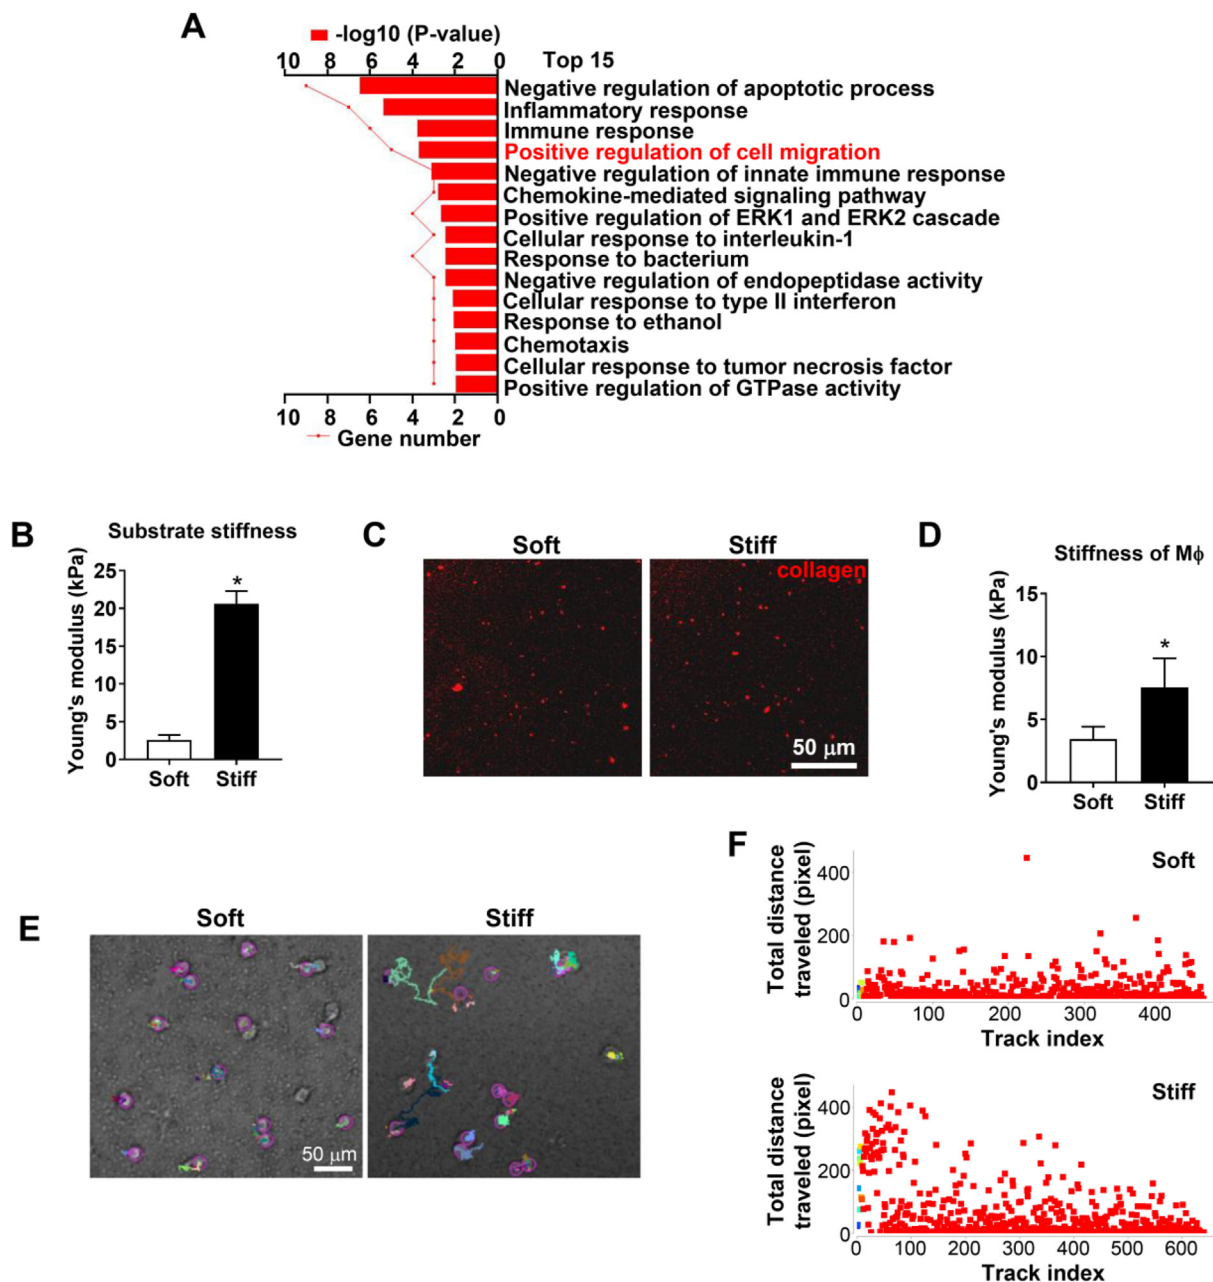 A
-log10 (P-value)
10 8 6 4 2 0 Top 15
Negative regulation of apoptotic process
Inflammatory response
Immune response
Positive regulation of cell migration
Negative regulation of innate immune response
Chemokine-mediated signaling pathway
Positive regulation of ERK1 and ERK2 cascade
Cellular response to interleukin-1
Response to bacterium
Negative regulation of endopeptidase activity
Cellular response to type II interferon
Response to ethanol
Chemotaxis
Cellular response to tumor necrosis factor
Positive regulation of GTPase activity
10 8 6 4 2 0
Gene number
B
Substrate stiffness
Young's modulus (kPa)
25
20
15
10
5
0
*
Soft Stiff
C
Soft Stiff
collagen
50 μm
D
Stiffness of Mϕ
Young's modulus (kPa)
15
10
5
0
*
Soft Stiff
E
Soft Stiff
50 μm
F
Soft
Total distance
traveled (pixel)
400
200
0
0 100 200 300 400
Track index
Stiff
Total distance
traveled (pixel)
400
200
0
0 100 200 300 400 500 600
Track index